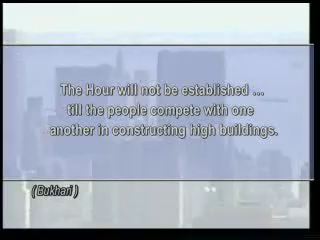 The Hour will not be established ...
till the people compete with one
another in constructing high buildings.
( Bukhari )